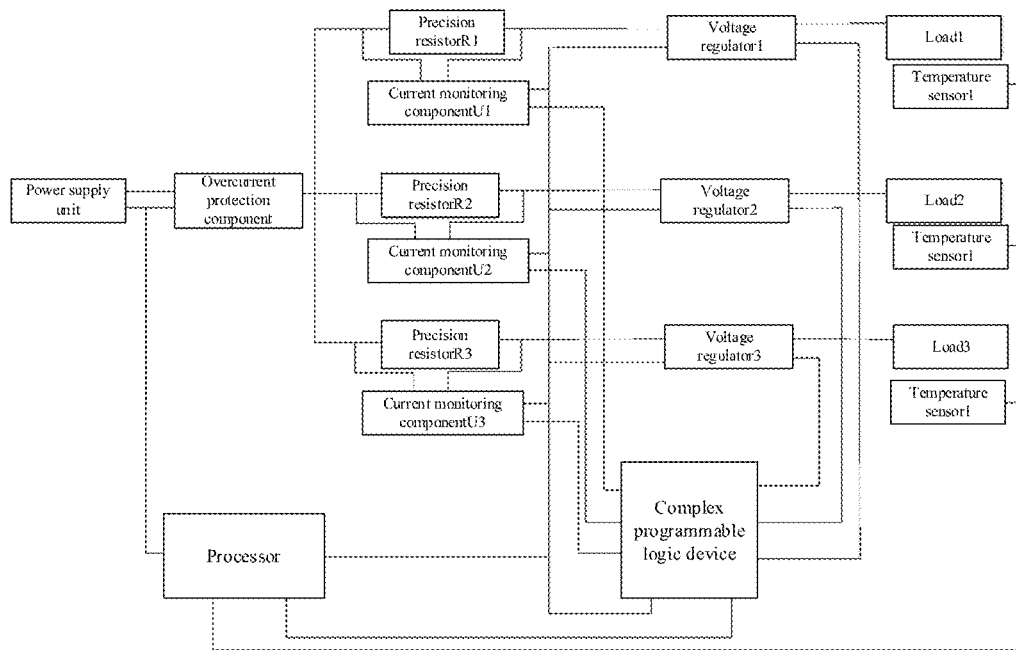 Precision
resistorR1
Voltage
regulator1
Load1
Temperature
sensor1
Current monitoring
componentU1
Power supply
unit
Overcurrent
protection
component
Precision
resistorR2
Voltage
regulator2
Load2
Temperature
sensor1
Current monitoring
componentU2
Precision
resistorR3
Voltage
regulator3
Load3
Temperature
sensor1
Current monitoring
componentU3
Complex
programmable
logic device
Processor